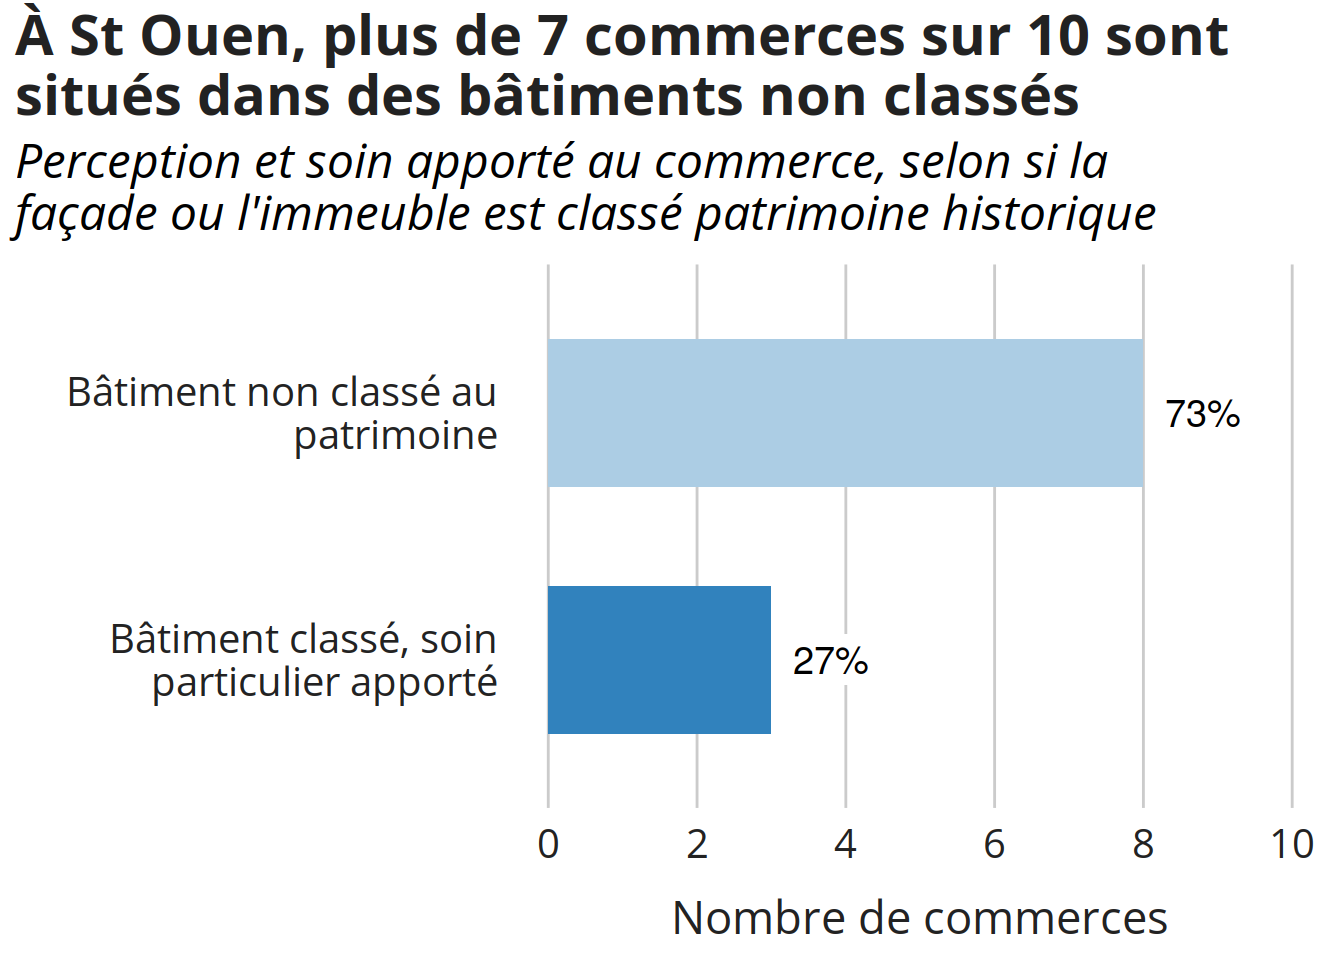 À St Ouen, plus de 7 commerces sur 10 sont
situés dans des bâtiments non classés
Perception et soin apporté au commerce, selon si la
façade ou l'immeuble est classé patrimoine historique
Bâtiment non classé au
patrimoine
73%
Bâtiment classé, soin
particulier apporté
27%
0 2 4 6 8 10
Nombre de commerces